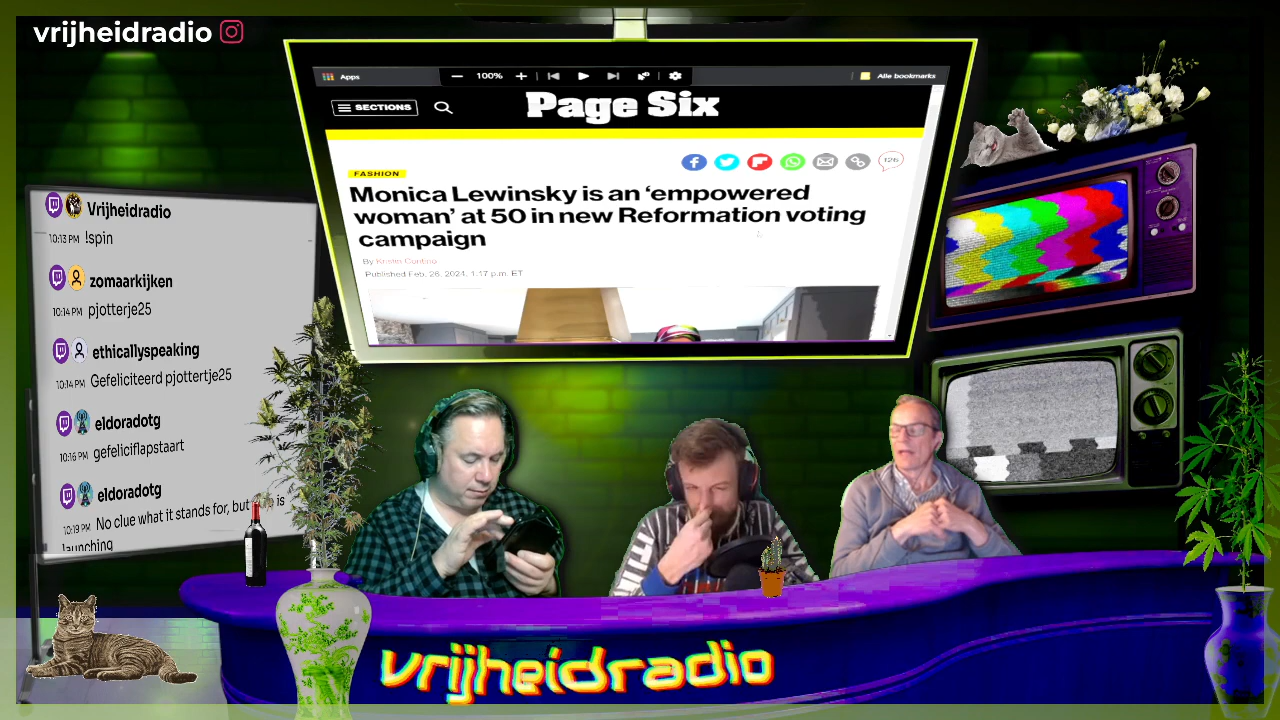 vrijheidradio
Apps
100%
Alle bookmarks
SECTIONS
Page Six
126
FASHION
Monica Lewinsky is an ‘empowered
woman’ at 50 in new Reformation voting
campaign
By Kristin Contino
Published Feb. 26, 2024, 1:17 p.m. ET
Vrijheidradio
10:13 PM !spin
zomaarkijken
10:14 PM pjotterje25
ethicallyspeaking
10:14 PM Gefeliciteerd pjottertje25
eldoradotg
10:16 PM gefeliciflapstaart
eldoradotg
10:19 PM No clue what it stands for, but is
launching
vrijheidradio